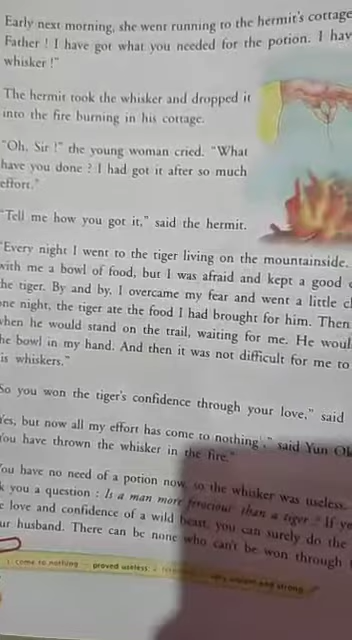 Early next morning, she went running to the hermit's cottage
Father ! I have got what you needed for the potion. I hav
whisker !"
The hermit took the whisker and dropped it
into the fire burning in his cottage.
"Oh, Sir !" the young woman cried. "What
have you done ? I had got it after so much
effort."
"Tell me how you got it," said the hermit.
"Every night I went to the tiger living on the mountainside.
with me a bowl of food, but I was afraid and kept a good
he tiger. By and by, I overcame my fear and went a little cl
one night, the tiger ate the food I had brought for him. Then
when he would stand on the trail, waiting for me. He woul
he bowl in my hand. And then it was not difficult for me to
is whiskers."
So you won the tiger's confidence through your love," said
Yes, but now all my effort has come to nothing," said Yun Ok
You have thrown the whisker in the fire."
You have no need of a potion now, so the whisker was useless.
k you a question : Is a man more ferocious than a tiger ? If ye
e love and confidence of a wild beast, you can surely do the
ur husband. There can be none who can't be won through
come to nothing proved useless and strong